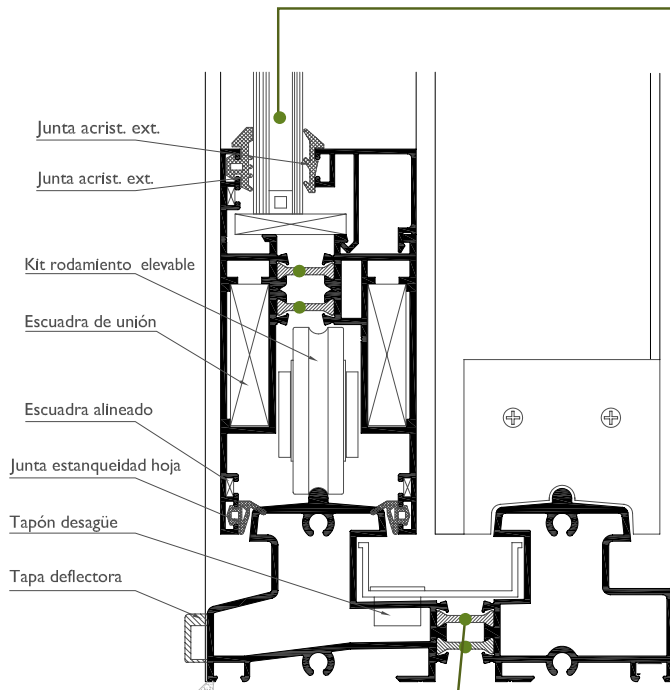 Junta acrist. ext.
Junta acrist. ext.
Kit rodamiento elevable
Escuadra de unión
Escuadra alineado
Junta estanqueidad hoja
Tapón desagüe
Tapa deflectora